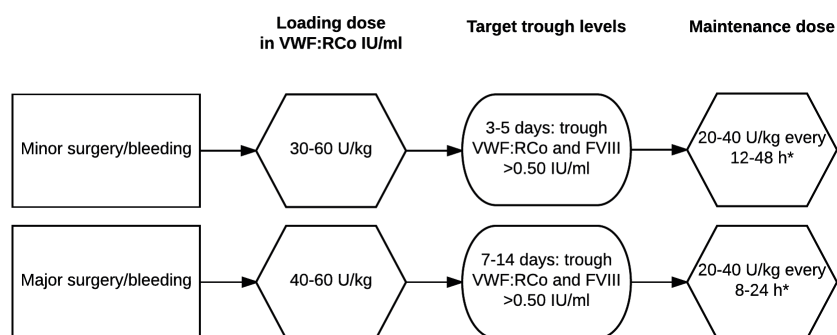 Loading dose
in VWF:RCo IU/ml
Target trough levels
Maintenance dose
Minor surgery/bleeding
30-60 U/kg
3-5 days: trough
VWF:RCo and FVIII
>0.50 IU/ml
20-40 U/kg every
12-48 h*
Major surgery/bleeding
40-60 U/kg
7-14 days: trough
VWF:RCo and FVIII
>0.50 IU/ml
20-40 U/kg every
8-24 h*